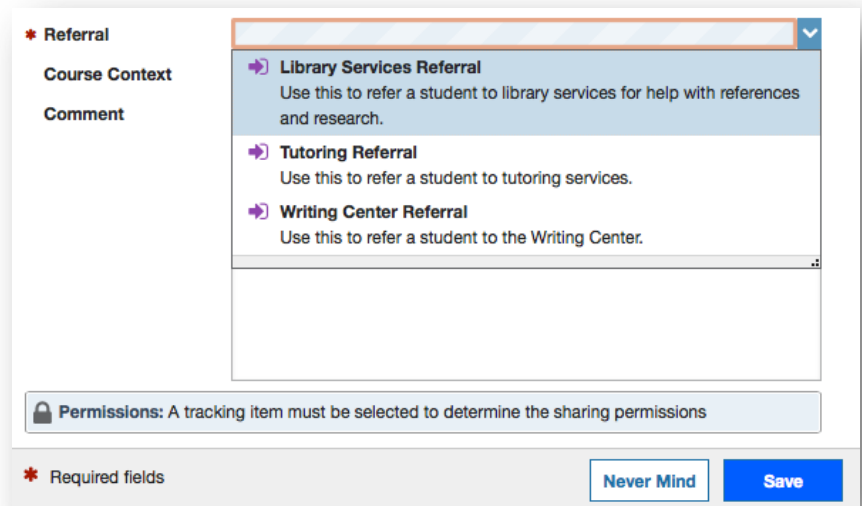 * Referral
Library Services Referral
Course Context
Use this to refer a student to library services for help with references
and research.
Comment
Tutoring Referral
Use this to refer a student to tutoring services.
Writing Center Referral
Use this to refer a student to the Writing Center.
Permissions: A tracking item must be selected to determine the sharing permissions
* Required fields
Never Mind
Save